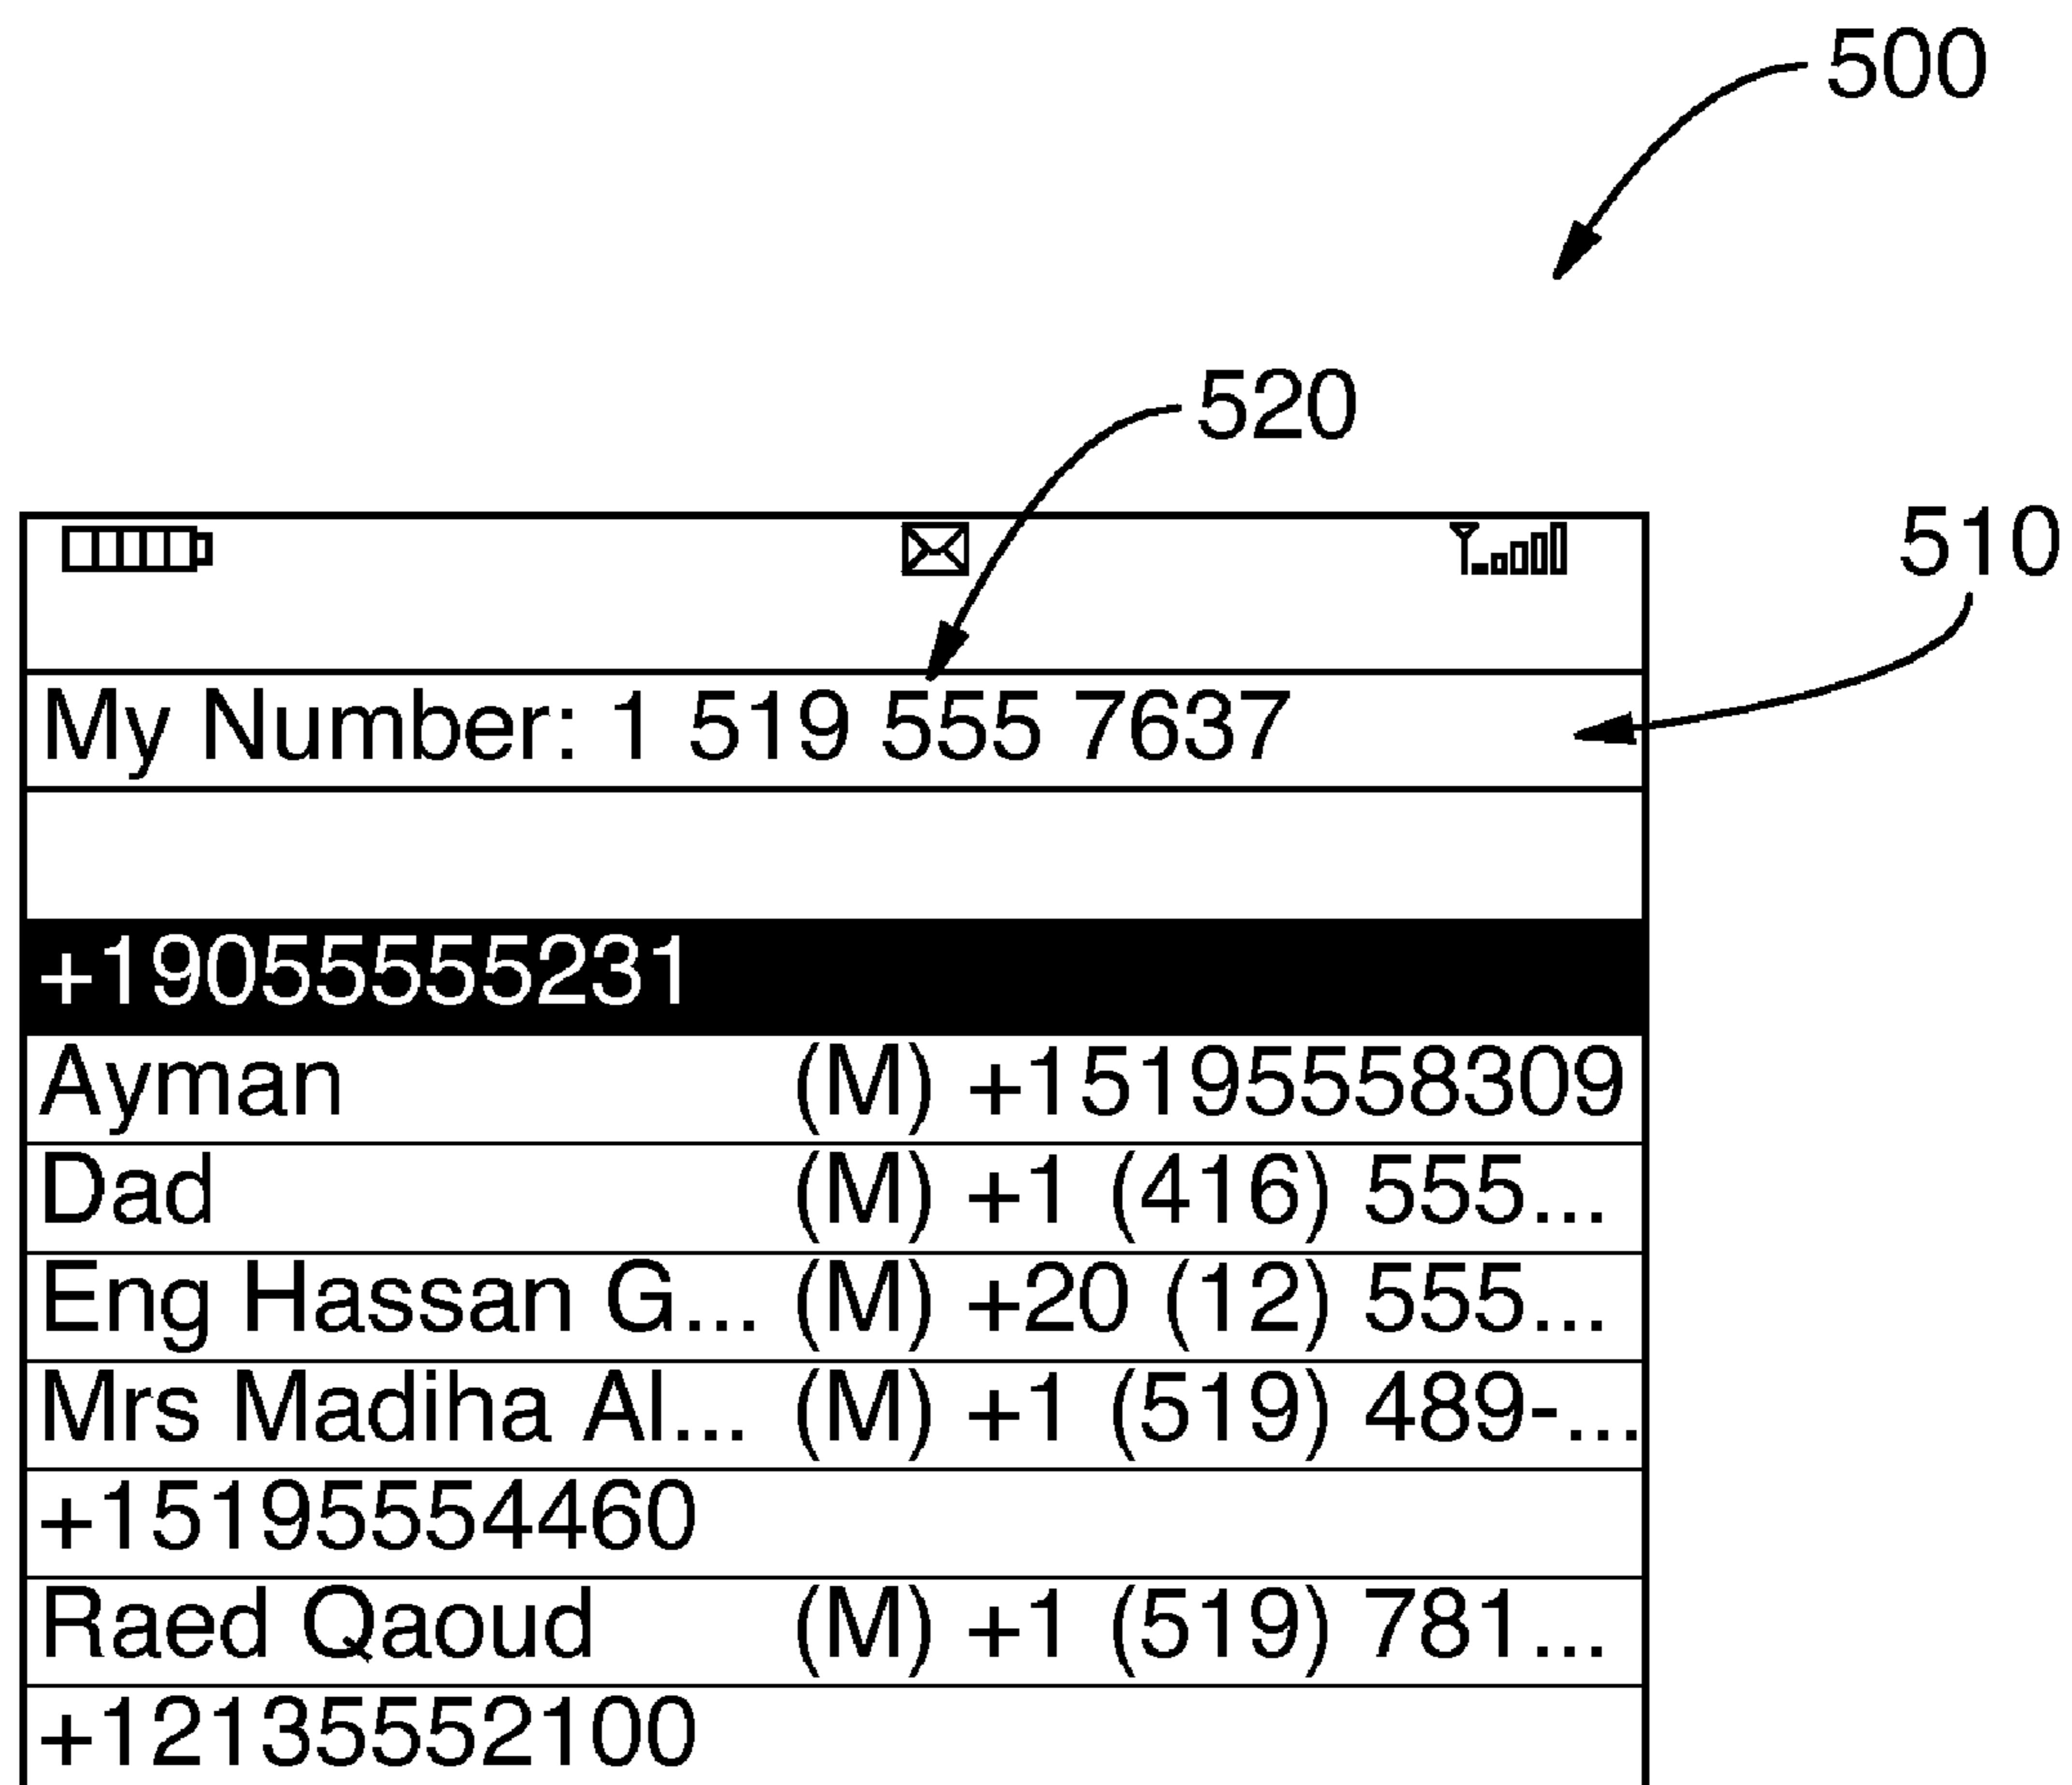 500
520
510
My Number: 1 519 555 7637
+19055555231
Ayman (M) +15195558309
Dad (M) +1 (416) 555...
Eng Hassan G... (M) +20 (12) 555...
Mrs Madiha Al... (M) +1 (519) 489-...
+15195554460
Raed Qaoud (M) +1 (519) 781...
+12135552100